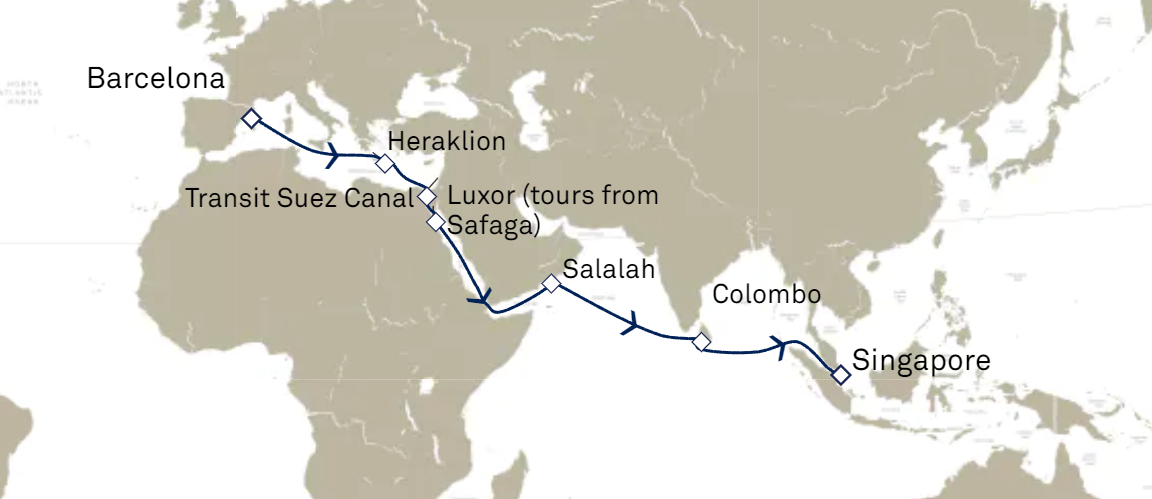 Barcelona
Heraklion
Transit Suez Canal
Luxor (tours from
Safaga)
Salalah
Colombo
Singapore